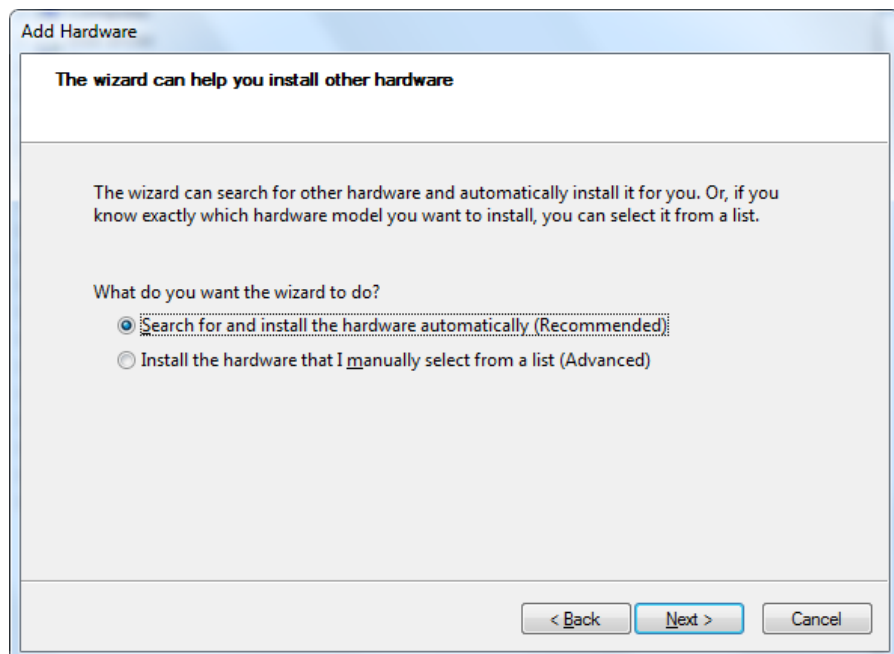 Add Hardware
The wizard can help you install other hardware
The wizard can search for other hardware and automatically install it for you. Or, if you
know exactly which hardware model you want to install, you can select it from a list.
What do you want the wizard to do?
Search for and install the hardware automatically (Recommended)
Install the hardware that I manually select from a list (Advanced)
< Back Next > Cancel